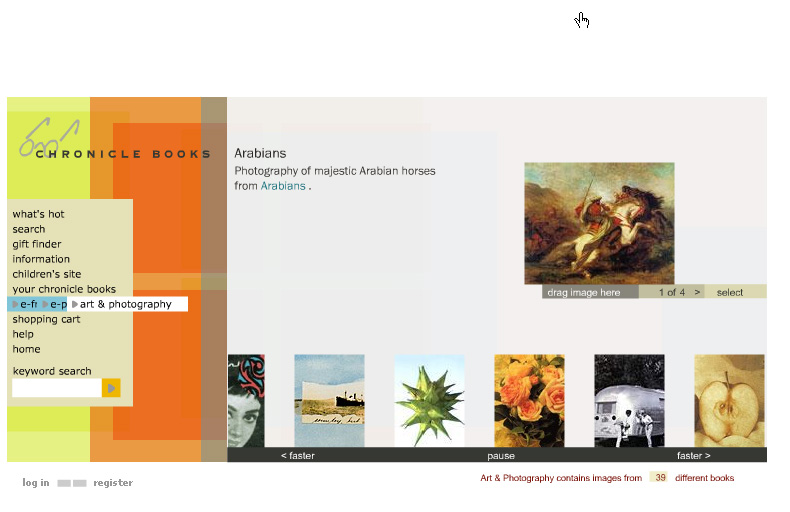 CHRONICLE BOOKS
Arabians
Photography of majestic Arabian horses
from Arabians .
what's hot
search
gift finder
information
children's site
your chronicle books
e-fr e-p art & photography
shopping cart
help
home
keyword search
drag image here 1 of 4 > select
< faster pause faster >
log in register
Art & Photography contains images from 39 different books